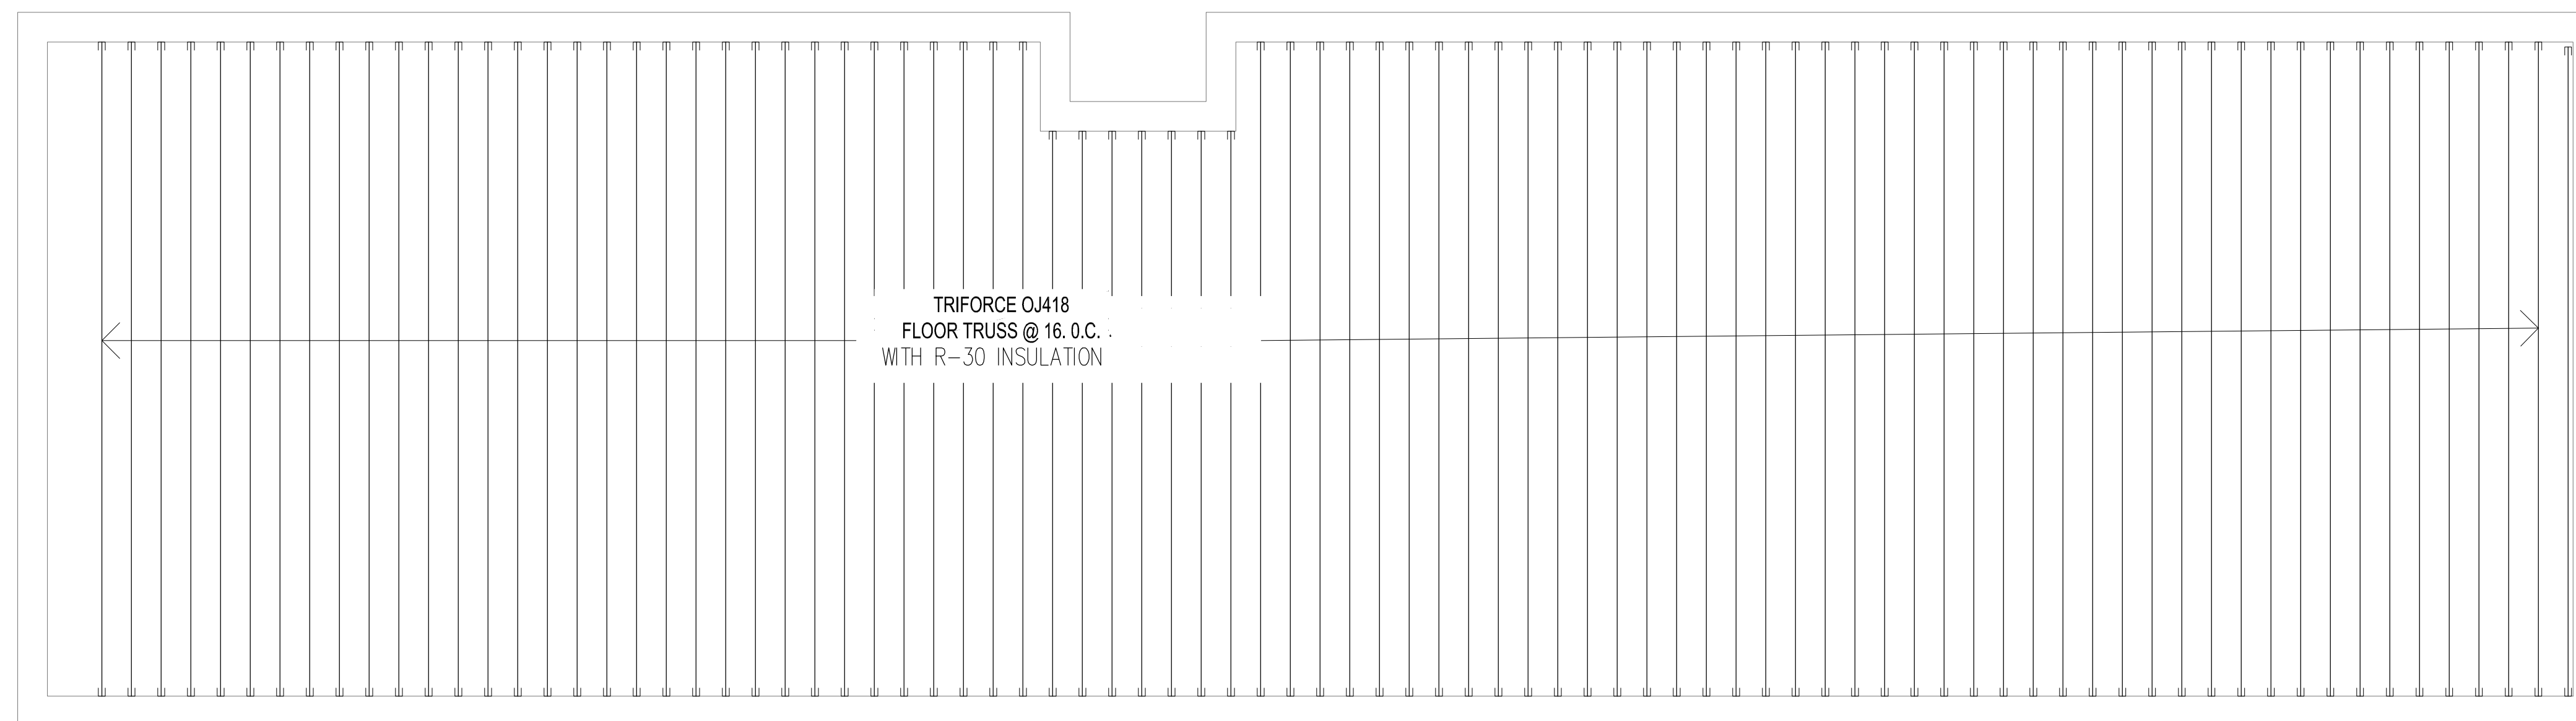 TRIFORCE OJ418
FLOOR TRUSS @ 16. O.C.
WITH R-30 INSULATION